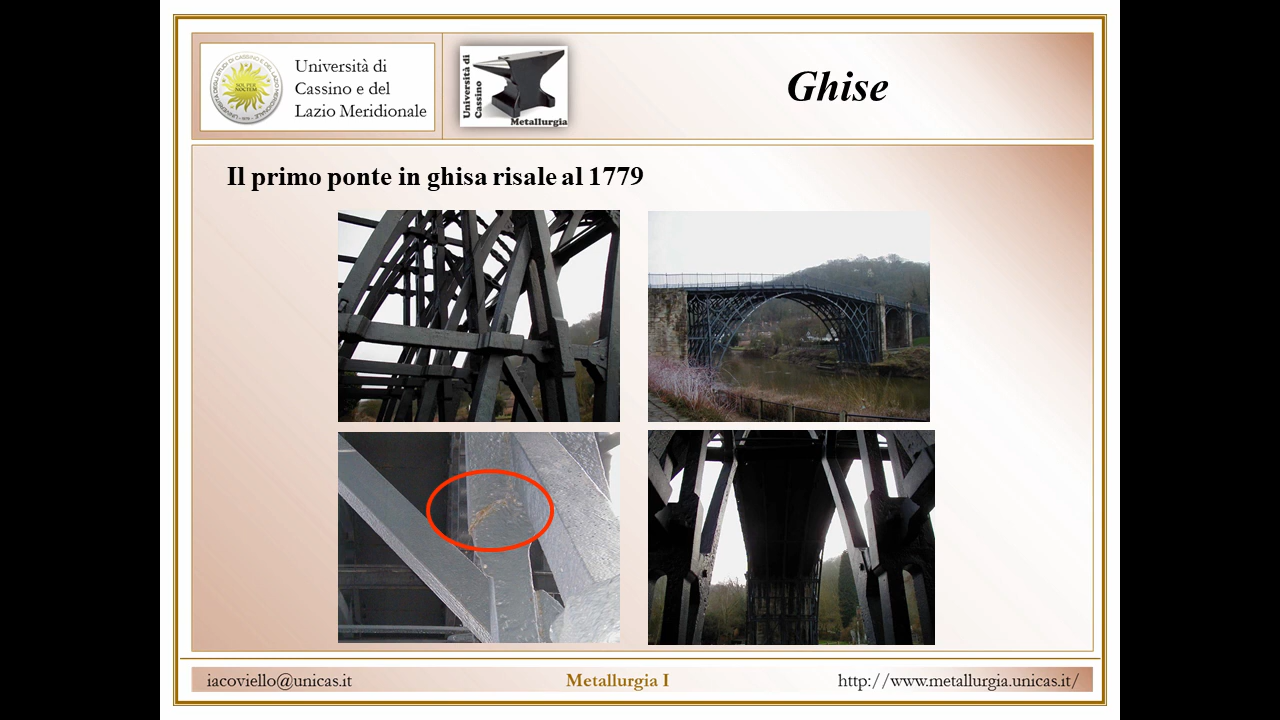 Università di
Cassino e del
Lazio Meridionale
Università di
Cassino
Metallurgia
Ghise
Il primo ponte in ghisa risale al 1779
iacoviello@unicas.it
Metallurgia I
http://www.metallurgia.unicas.it/